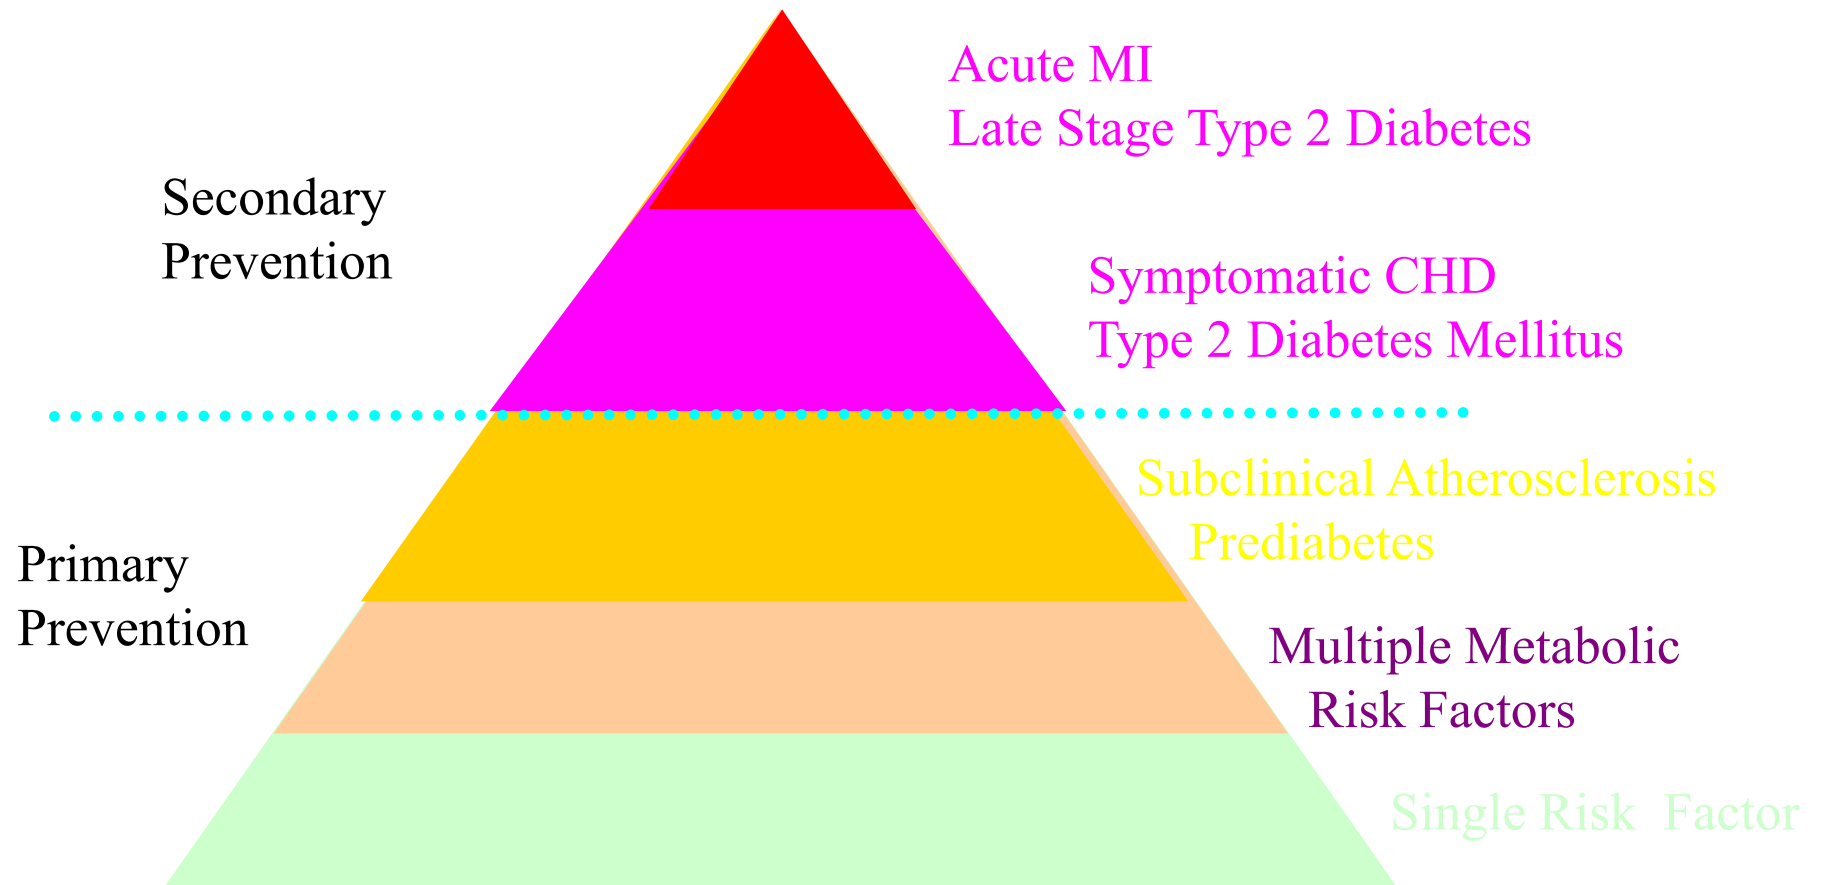 Acute MI
Late Stage Type 2 Diabetes
Secondary
Prevention
Symptomatic CHD
Type 2 Diabetes Mellitus
Subclinical Atherosclerosis
Prediabetes
Primary
Prevention
Multiple Metabolic
Risk Factors
Single Risk Factor